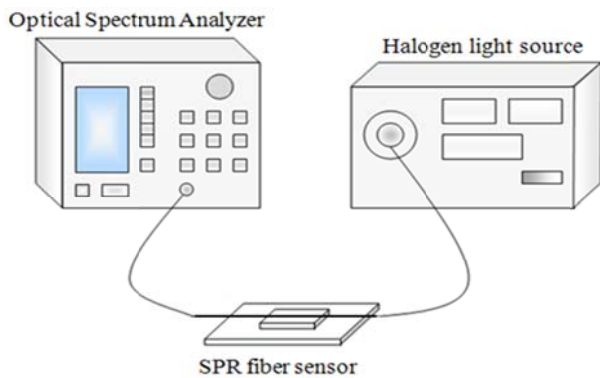 Optical Spectrum Analyzer
Halogen light source
SPR fiber sensor